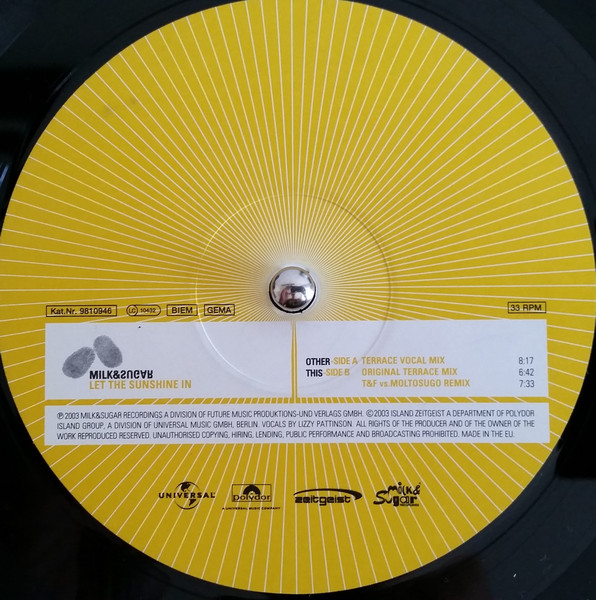 Kat.Nr. 9810946 LC 10432 BIEM GEMA 33 RPM
MILK&SUGAR
LET THE SUNSHINE IN
OTHER-SIDE A TERRACE VOCAL MIX 8:17
THIS-SIDE B ORIGINAL TERRACE MIX 6:42
T&F vs. MOLTOSUGO REMIX 7:33
℗ 2003 MILK&SUGAR RECORDINGS A DIVISION OF FUTURE MUSIC PRODUKTIONS-UND VERLAGS GMBH. ©2003 ISLAND ZEITGEIST A DEPARTMENT OF POLYDOR
ISLAND GROUP, A DIVISION OF UNIVERSAL MUSIC GMBH, BERLIN. VOCALS BY LIZZY PATTINSON. ALL RIGHTS OF THE PRODUCER AND OF THE OWNER OF THE
WORK REPRODUCED RESERVED. UNAUTHORISED COPYING, HIRING, LENDING, PUBLIC PERFORMANCE AND BROADCASTING PROHIBITED. MADE IN THE EU.
UNIVERSAL polydor zeitgeist milk& sugar
A UNIVERSAL MUSIC COMPANY